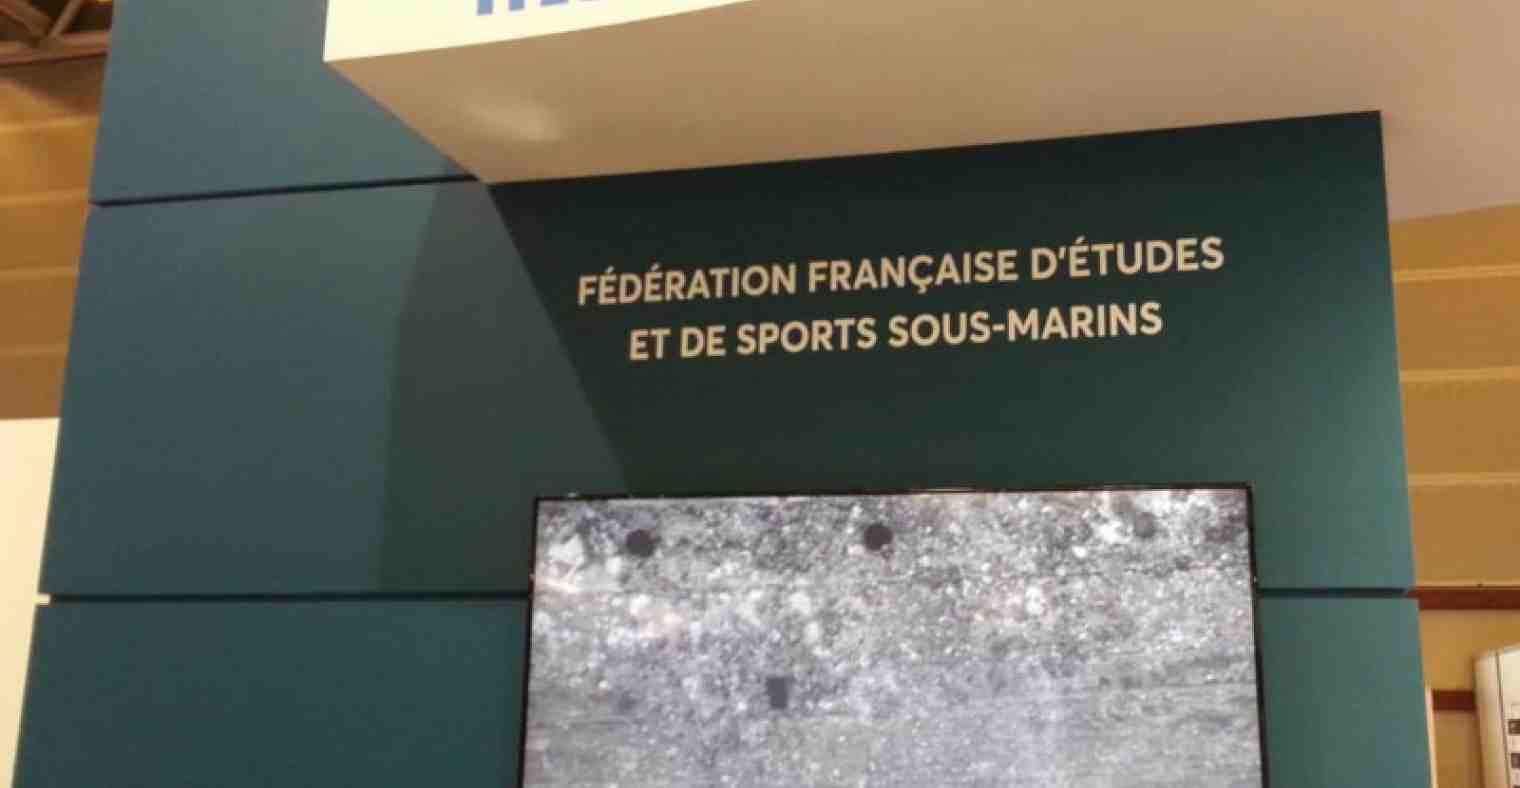 FÉDÉRATION FRANÇAISE D'ÉTUDES
ET DE SPORTS SOUS-MARINS